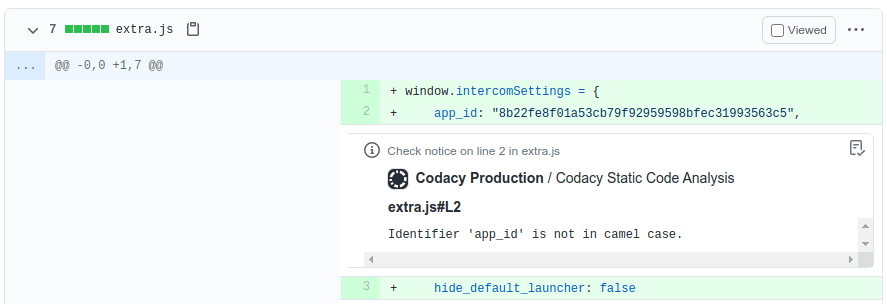 7 extra.js Viewed ...
... @@ -0,0 +1,7 @@
1 + window.intercomSettings = {
2 + app_id: "8b22fe8f01a53cb79f92959598bfec31993563c5",
Check notice on line 2 in extra.js
Codacy Production / Codacy Static Code Analysis
extra.js#L2
Identifier 'app_id' is not in camel case.
3 + hide_default_launcher: false